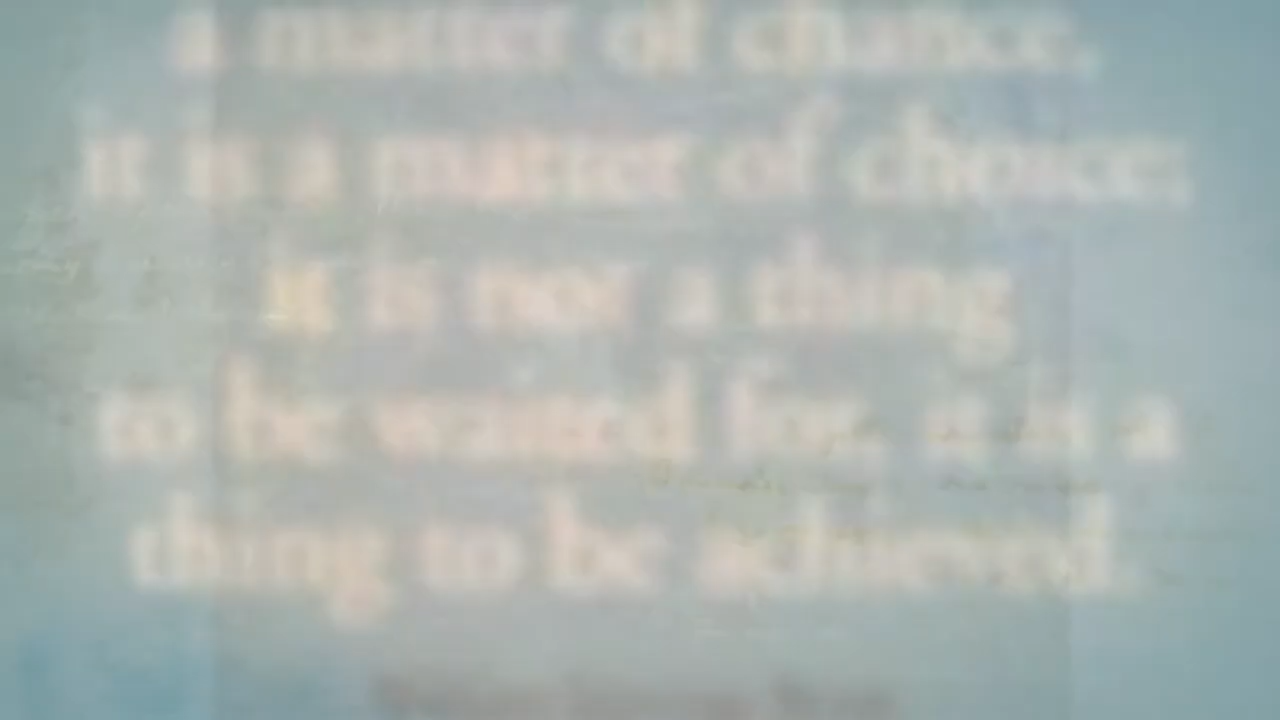 a matter of chance,
it is a matter of choice;
it is not a thing
to be waited for, it is a
thing to be achieved.